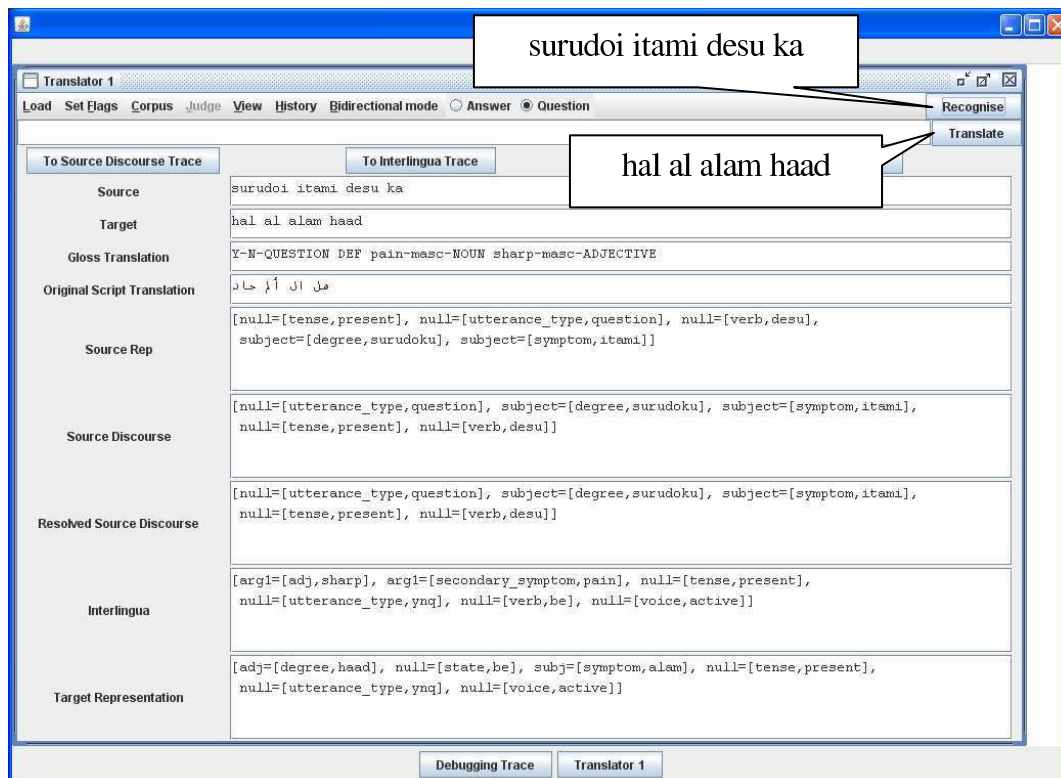 surudoi itami desu ka
Translator 1
Load Set Flags Corpus Judge View History Bidirectional mode Answer Question Recognise
Translate
hal al alam haad
To Source Discourse Trace To Interlingua Trace
Source surudoi itami desu ka
Target hal al alam haad
Gloss Translation Y-N-QUESTION DEF pain-masc-NOUN sharp-masc-ADJECTIVE
Original Script Translation هل ال ألم حاد
[null=[tense,present], null=[utterance_type,question], null=[verb,desu],
subject=[degree,surudoku], subject=[symptom,itami]]
Source Rep
[null=[utterance_type,question], subject=[degree,surudoku], subject=[symptom,itami],
null=[tense,present], null=[verb,desu]]
Source Discourse
[null=[utterance_type,question], subject=[degree,surudoku], subject=[symptom,itami],
null=[tense,present], null=[verb,desu]]
Resolved Source Discourse
[arg1=[adj,sharp], arg1=[secondary_symptom,pain], null=[tense,present],
null=[utterance_type,ynq], null=[verb,be], null=[voice,active]]
Interlingua
[adj=[degree,haad], null=[state,be], subj=[symptom,alam], null=[tense,present],
null=[utterance_type,ynq], null=[voice,active]]
Target Representation
Debugging Trace Translator 1